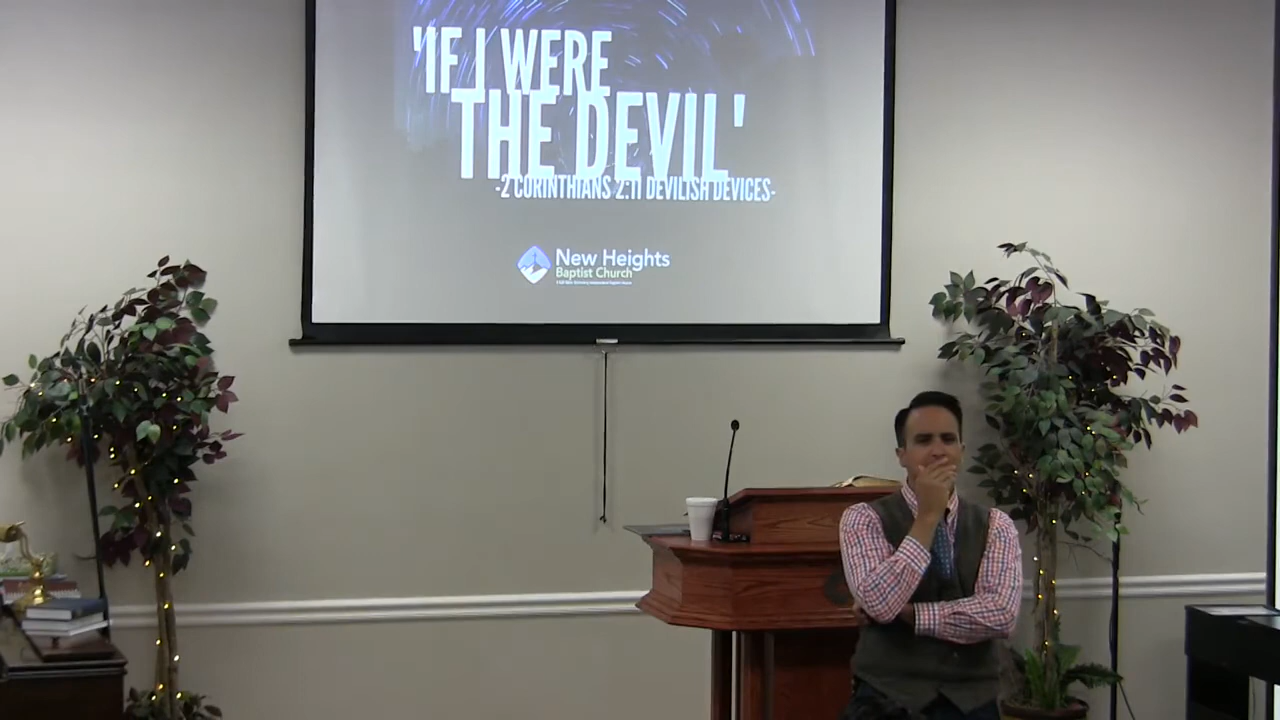 'IF I WERE
THE DEVIL'
-2 CORINTHIANS 2:11 DEVILISH DEVICES-
New Heights
Baptist Church